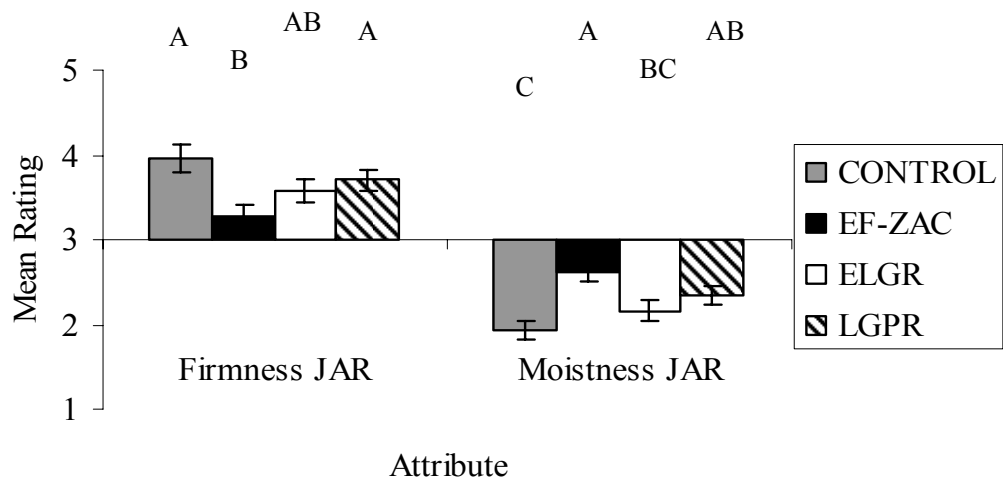 A B AB A C A BC AB
5
4
3
2
1
Mean Rating
Firmness JAR Moistness JAR
Attribute
CONTROL
EF-ZAC
ELGR
LGPR